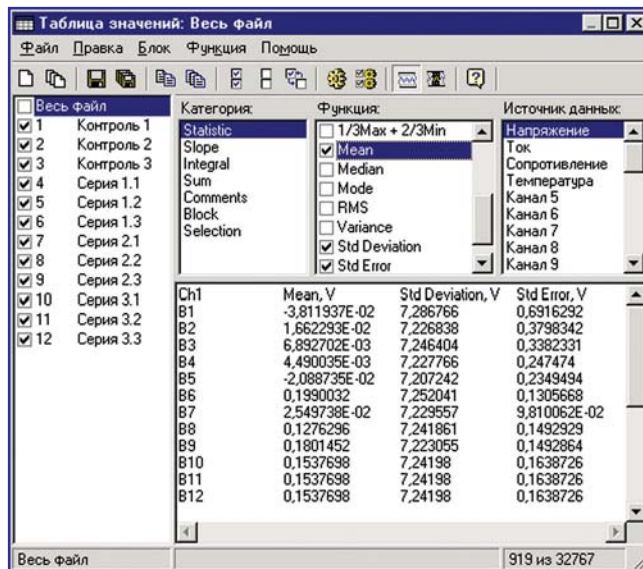 Таблица значений: Весь файл
Файл Правка Блок Функция Помощь
Весь файл
1 Контроль 1
2 Контроль 2
3 Контроль 3
4 Серия 1.1
5 Серия 1.2
6 Серия 1.3
7 Серия 2.1
8 Серия 2.2
9 Серия 2.3
10 Серия 3.1
11 Серия 3.2
12 Серия 3.3
Категория:
Statistic
Slope
Integral
Sum
Comments
Block
Selection
Функция:
1/3Max + 2/3Min
Mean
Median
Mode
RMS
Variance
Std Deviation
Std Error
Источник данных:
Напряжение
Ток
Сопротивление
Температура
Канал 5
Канал 6
Канал 7
Канал 8
Канал 9
Ch1 Mean, V Std Deviation, V Std Error, V
B1 -3,811937E-02 7,286766 0,6916292
B2 1,662293E-02 7,226838 0,3798342
B3 6,892702E-03 7,246404 0,3382331
B4 4,490035E-03 7,227766 0,247474
B5 -2,088735E-02 7,207242 0,2349494
B6 0,1990032 7,252041 0,1305668
B7 2,549738E-02 7,229557 9,810062E-02
B8 0,1276296 7,241861 0,1492929
B9 0,1801452 7,223055 0,1492864
B10 0,1537698 7,24198 0,1638726
B11 0,1537698 7,24198 0,1638726
B12 0,1537698 7,24198 0,1638726
Весь файл 919 из 32767